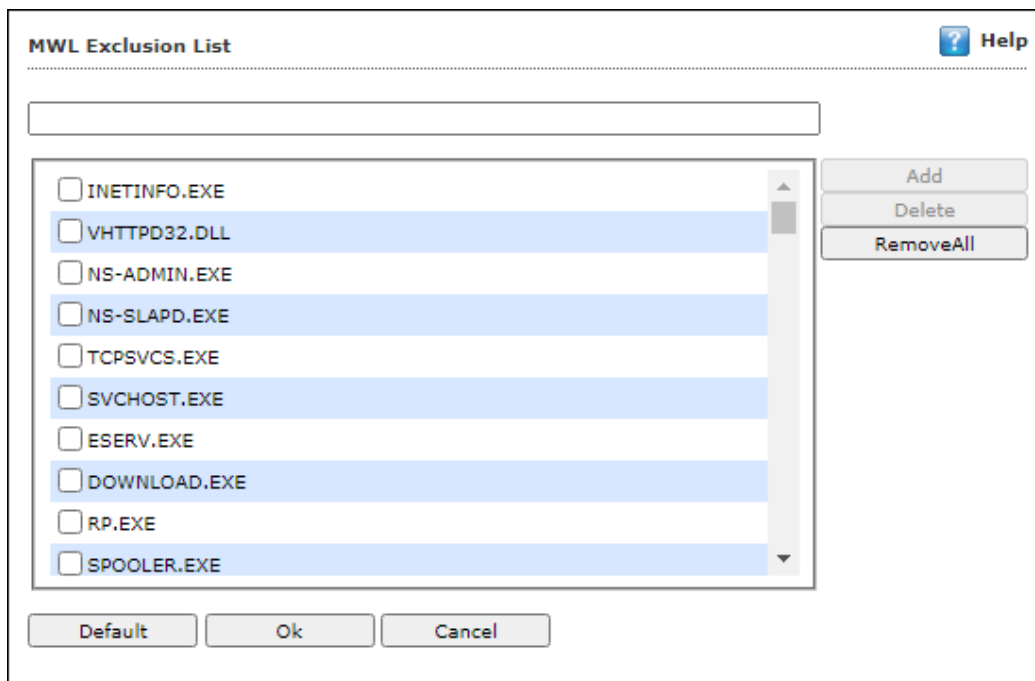 MWL Exclusion List
? Help
Add
Delete
RemoveAll
INETINFO.EXE
VHTTPD32.DLL
NS-ADMIN.EXE
NS-SLAPD.EXE
TCPSVCS.EXE
SVCHOST.EXE
ESERV.EXE
DOWNLOAD.EXE
RP.EXE
SPOOLER.EXE
Default
Ok
Cancel